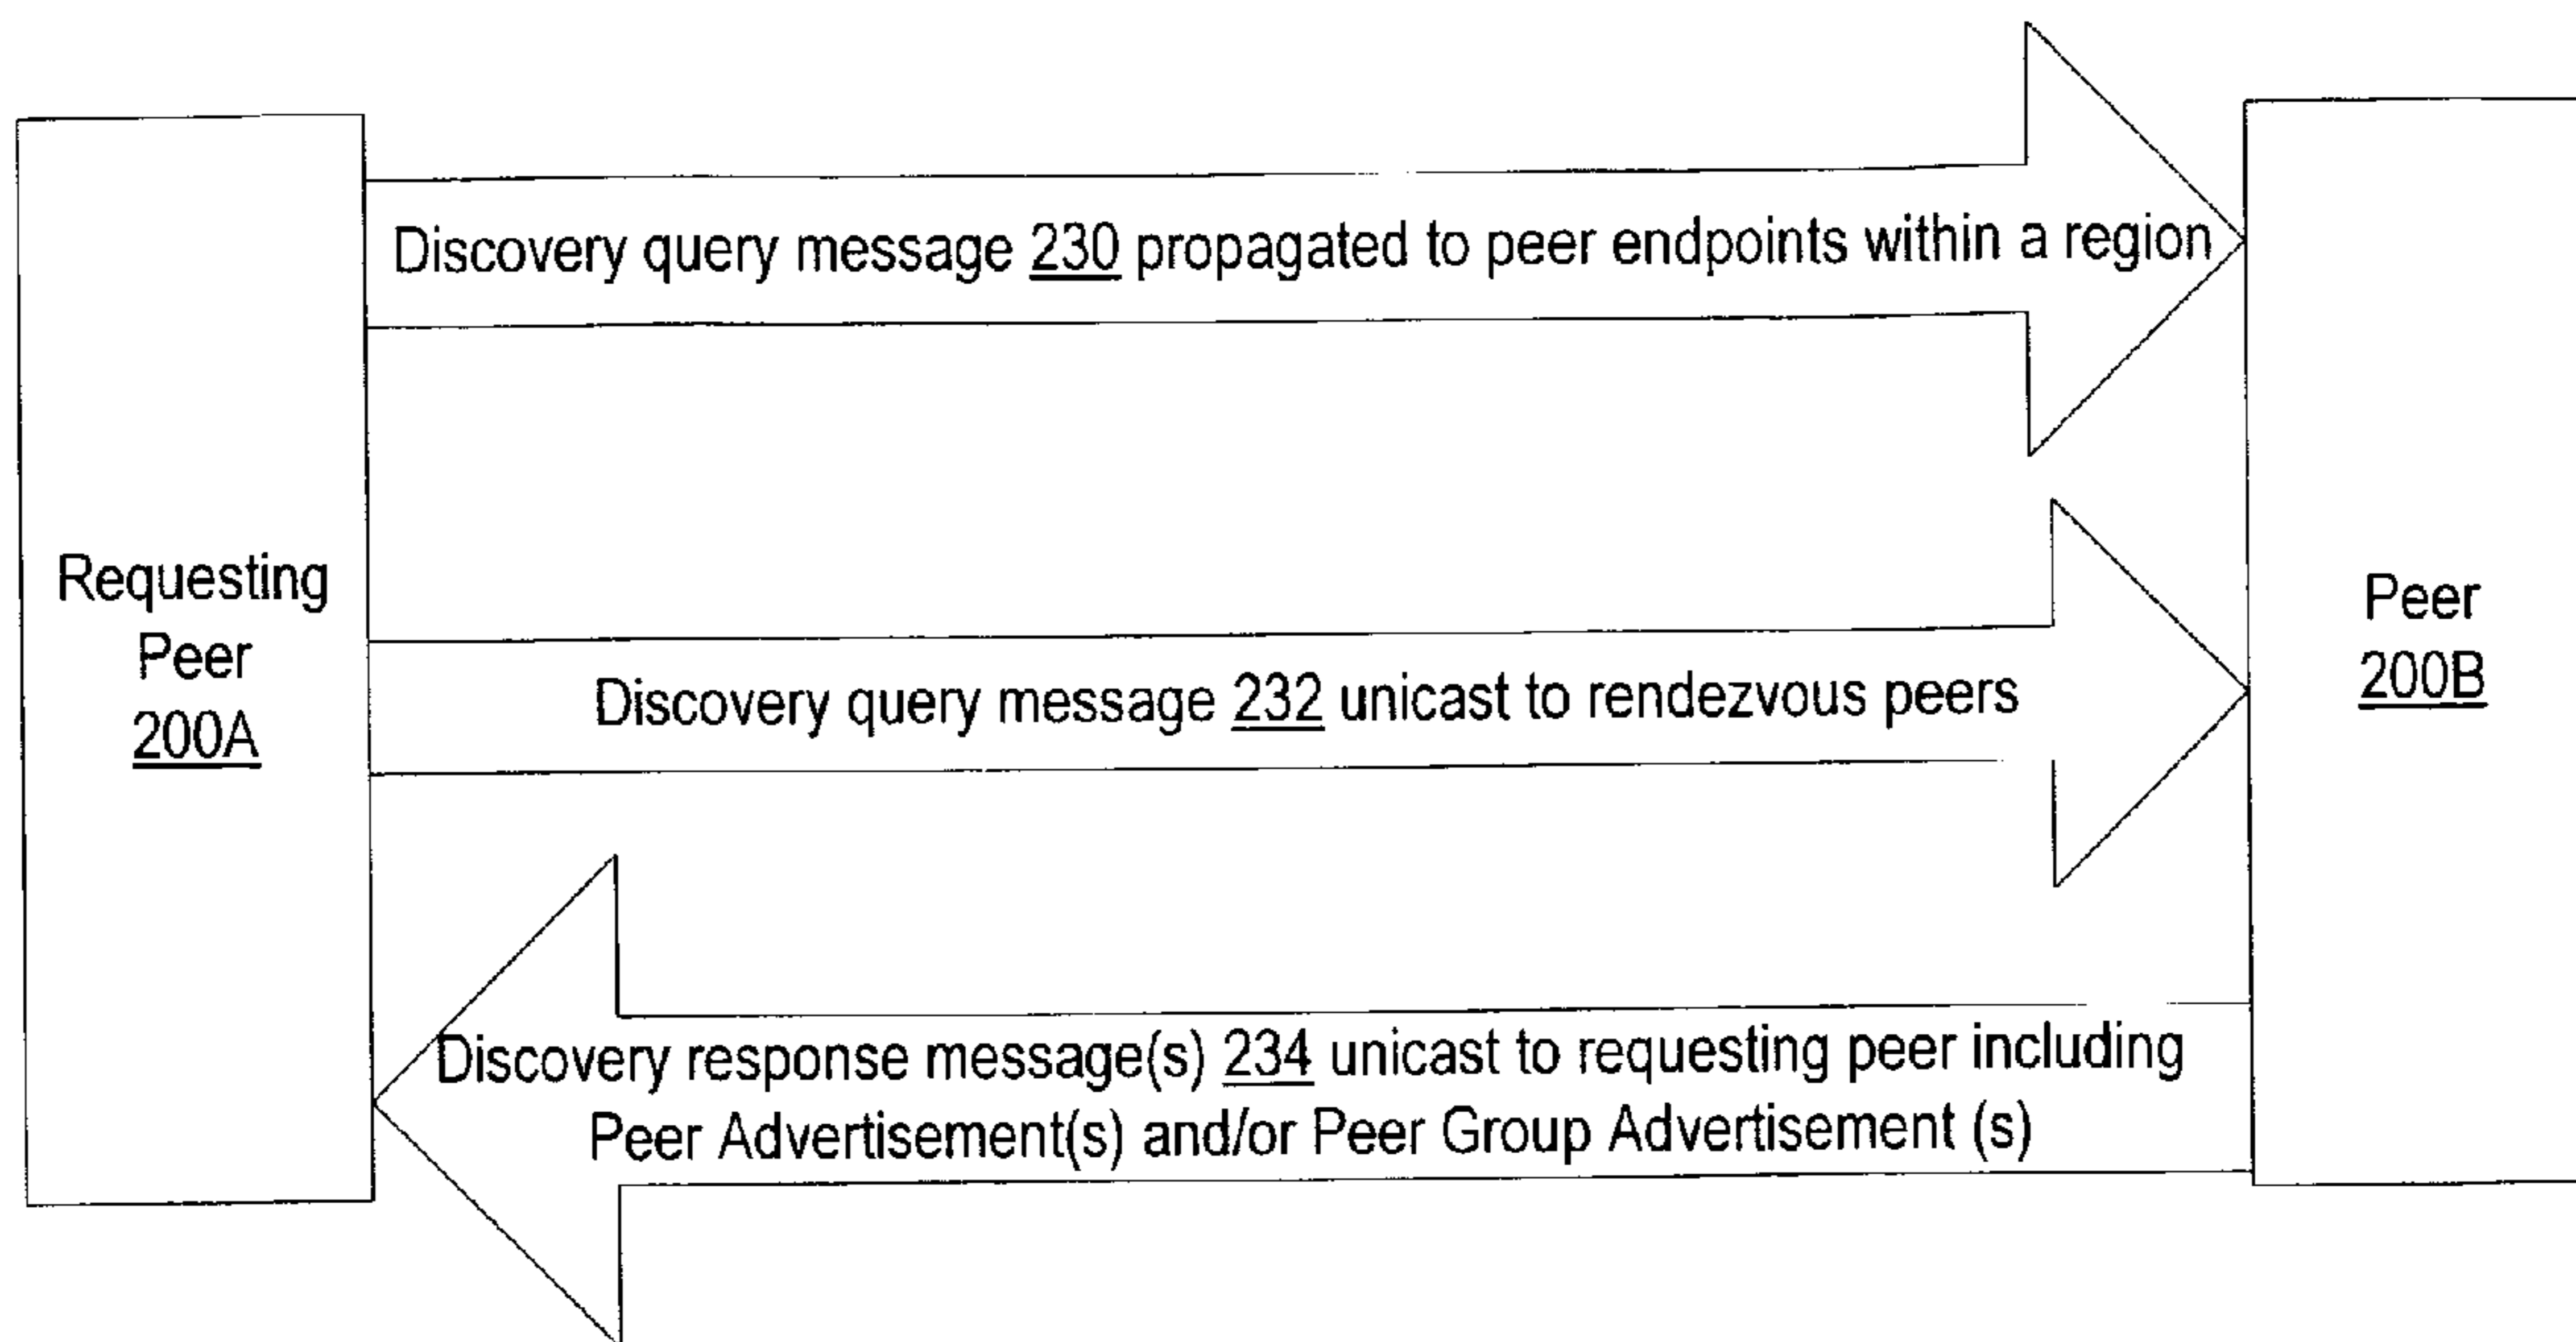 Discovery query message 230 propagated to peer endpoints within a region
Requesting
Peer
200A
Peer
200B
Discovery query message 232 unicast to rendezvous peers
Discovery response message(s) 234 unicast to requesting peer including
Peer Advertisement(s) and/or Peer Group Advertisement (s)